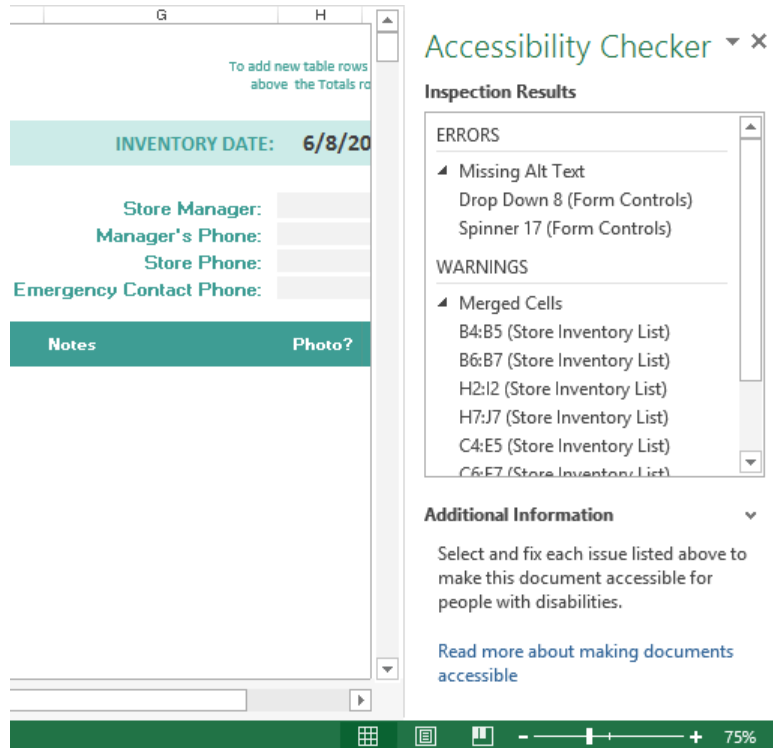 G H
To add new table rows
above the Totals ro
INVENTORY DATE: 6/8/20
Store Manager:
Manager's Phone:
Store Phone:
Emergency Contact Phone:
Notes Photo?
Accessibility Checker
Inspection Results
ERRORS
Missing Alt Text
Drop Down 8 (Form Controls)
Spinner 17 (Form Controls)
WARNINGS
Merged Cells
B4:B5 (Store Inventory List)
B6:B7 (Store Inventory List)
H2:I2 (Store Inventory List)
H7:J7 (Store Inventory List)
C4:E5 (Store Inventory List)
C6:E7 (Store Inventory List)
Additional Information
Select and fix each issue listed above to
make this document accessible for
people with disabilities.
Read more about making documents
accessible
75%